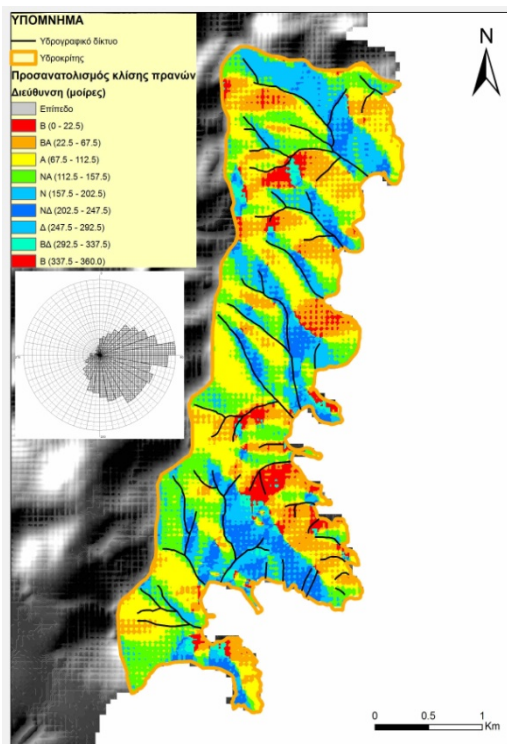 ΥΠΟΜΝΗΜΑ
Υδρογραφικό δίκτυο
Υδροκρίτης
Προσανατολισμός κλίσης πρανών
Διεύθυνση (μοίρες)
Επίπεδο
Β (0 - 22.5)
ΒΑ (22.5 - 67.5)
Α (67.5 - 112.5)
ΝΑ (112.5 - 157.5)
Ν (157.5 - 202.5)
ΝΔ (202.5 - 247.5)
Δ (247.5 - 292.5)
ΒΔ (292.5 - 337.5)
Β (337.5 - 360.0)
N
0 0.5 1
Km